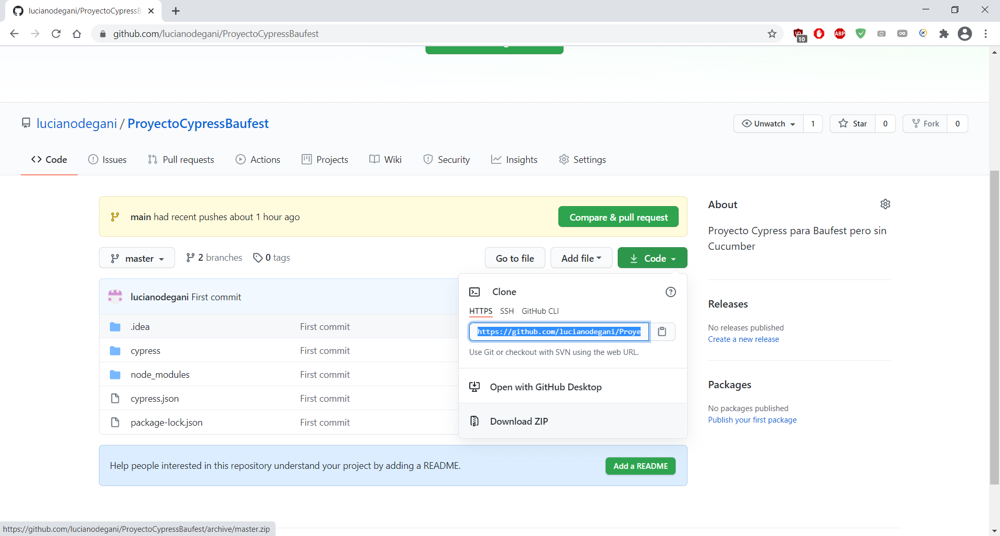 lucianodegani/ProyectoCypressB
github.com/lucianodegani/ProyectoCypressBaufest
10
ABP
lucianodegani / ProyectoCypressBaufest
Unwatch 1
Star 0
Fork 0
Code Issues Pull requests Actions Projects Wiki Security Insights Settings
main had recent pushes about 1 hour ago
Compare & pull request
master 2 branches 0 tags
Go to file Add file Code
lucianodegani First commit
.idea First commit
cypress First commit
node_modules First commit
cypress.json First commit
package-lock.json First commit
Clone
HTTPS SSH GitHub CLI
https://github.com/lucianodegani/Proye
Use Git or checkout with SVN using the web URL.
Open with GitHub Desktop
Download ZIP
Help people interested in this repository understand your project by adding a README.
Add a README
About
Proyecto Cypress para Baufest pero sin
Cucumber
Releases
No releases published
Create a new release
Packages
No packages published
Publish your first package
https://github.com/lucianodegani/ProyectoCypressBaufest/archive/master.zip